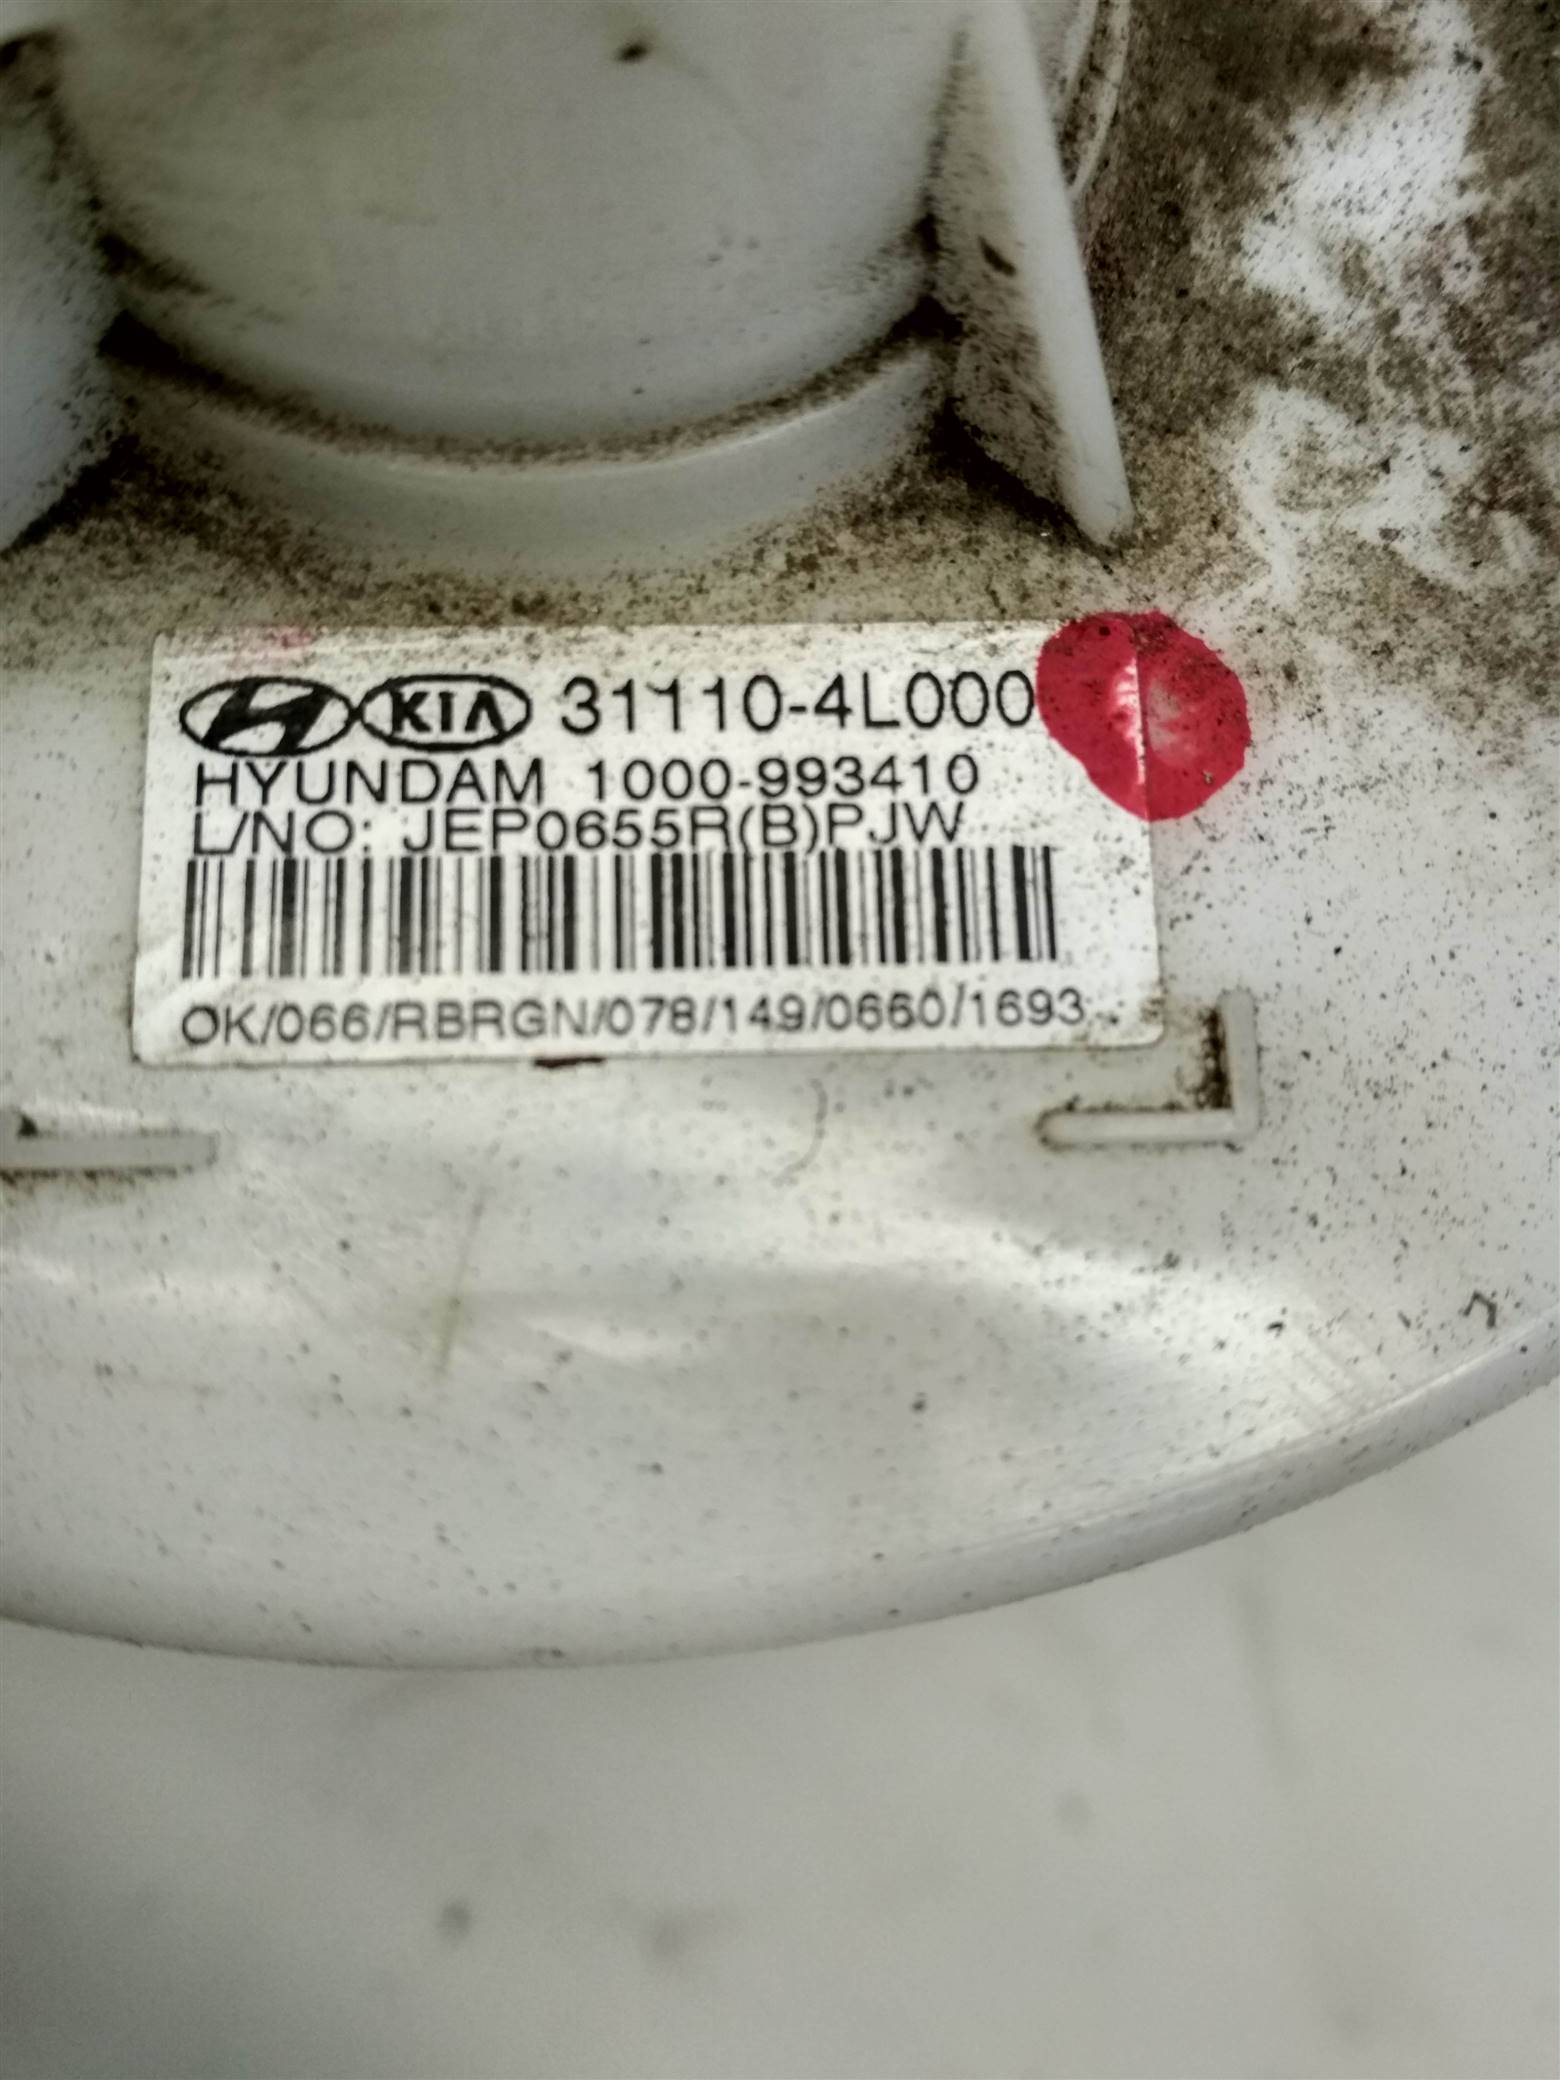 KIA 31110-4L000
HYUNDAM 1000-993410
L/NO: JEP0655R(B)PJW
OK/066/RBRGN/078/149/0660/1693